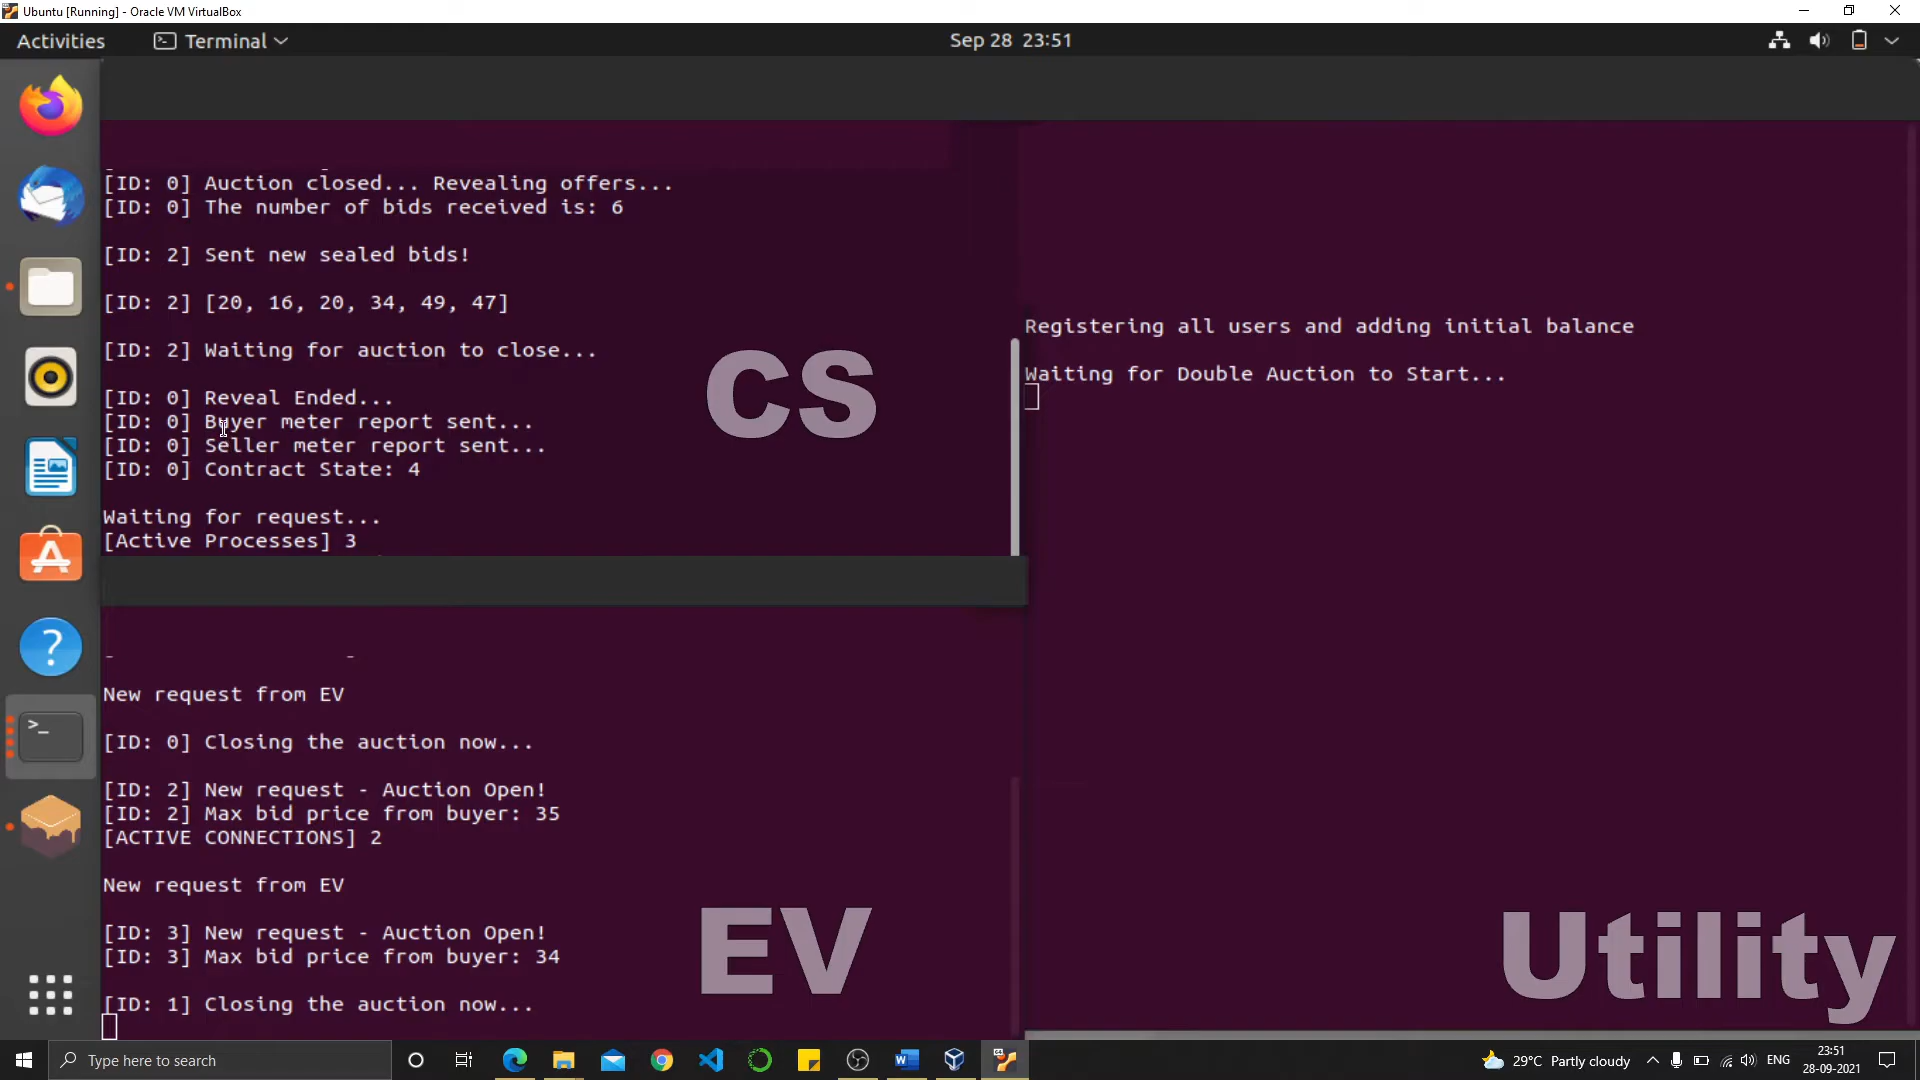 Ubuntu [Running] - Oracle VM VirtualBox
Activities
Terminal
Sep 28 23:51
[ID: 0] Auction closed... Revealing offers...
[ID: 0] The number of bids received is: 6
[ID: 2] Sent new sealed bids!
[ID: 2] [20, 16, 20, 34, 49, 47]
[ID: 2] Waiting for auction to close...
[ID: 0] Reveal Ended...
[ID: 0] Buyer meter report sent...
[ID: 0] Seller meter report sent...
[ID: 0] Contract State: 4
Waiting for request...
[Active Processes] 3
CS
Registering all users and adding initial balance
Waiting for Double Auction to Start...
New request from EV
[ID: 0] Closing the auction now...
[ID: 2] New request - Auction Open!
[ID: 2] Max bid price from buyer: 35
[ACTIVE CONNECTIONS] 2
New request from EV
[ID: 3] New request - Auction Open!
[ID: 3] Max bid price from buyer: 34
[ID: 1] Closing the auction now...
EV
Utility
Type here to search
29°C Partly cloudy
ENG
23:51
28-09-2021